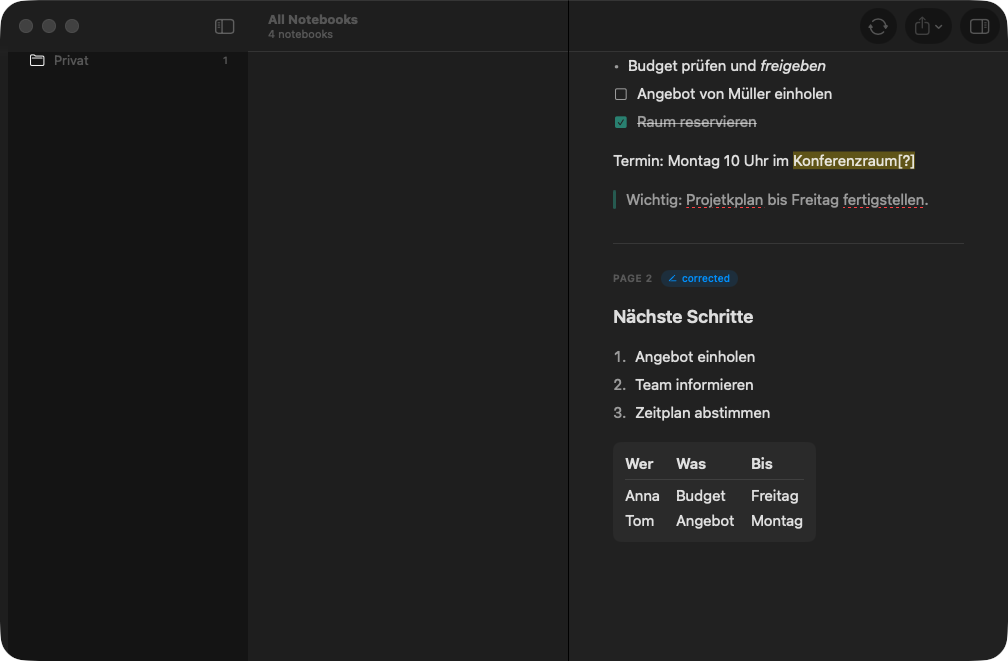 All Notebooks
4 notebooks
Privat 1
• Budget prüfen und freigeben
Angebot von Müller einholen
Raum reservieren
Termin: Montag 10 Uhr im Konferenzraum[?]
Wichtig: Projetkplan bis Freitag fertigstellen.
PAGE 2 corrected
Nächste Schritte
1. Angebot einholen
2. Team informieren
3. Zeitplan abstimmen
Wer Was Bis
Anna Budget Freitag
Tom Angebot Montag